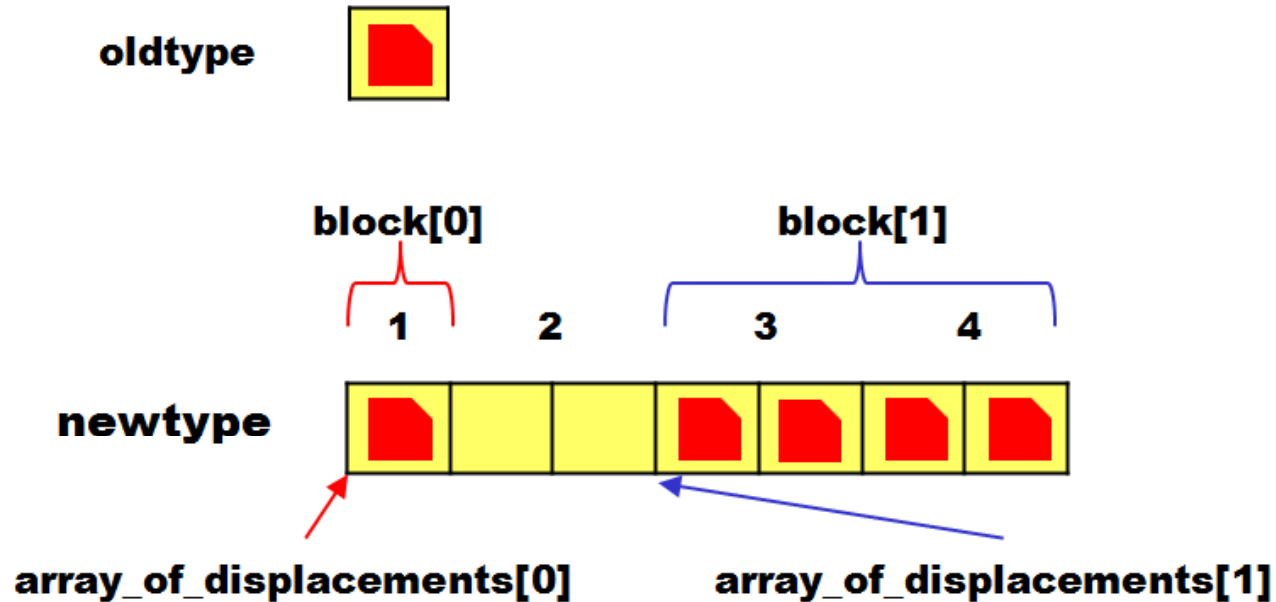 oldtype
block[0] block[1]
1 2 3 4
newtype
array_of_displacements[0] array_of_displacements[1]